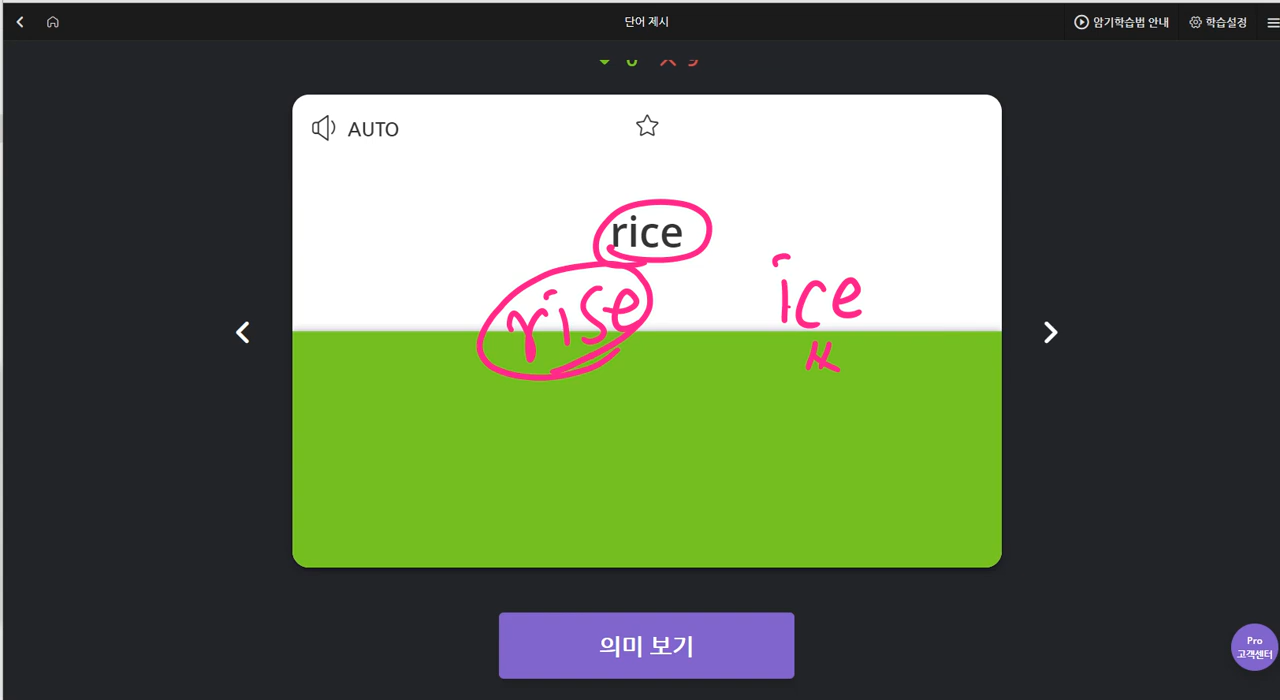 단어 제시
암기학습법 안내
학습설정
AUTO
rice
rise
ice
의미 보기
Pro
고객센터